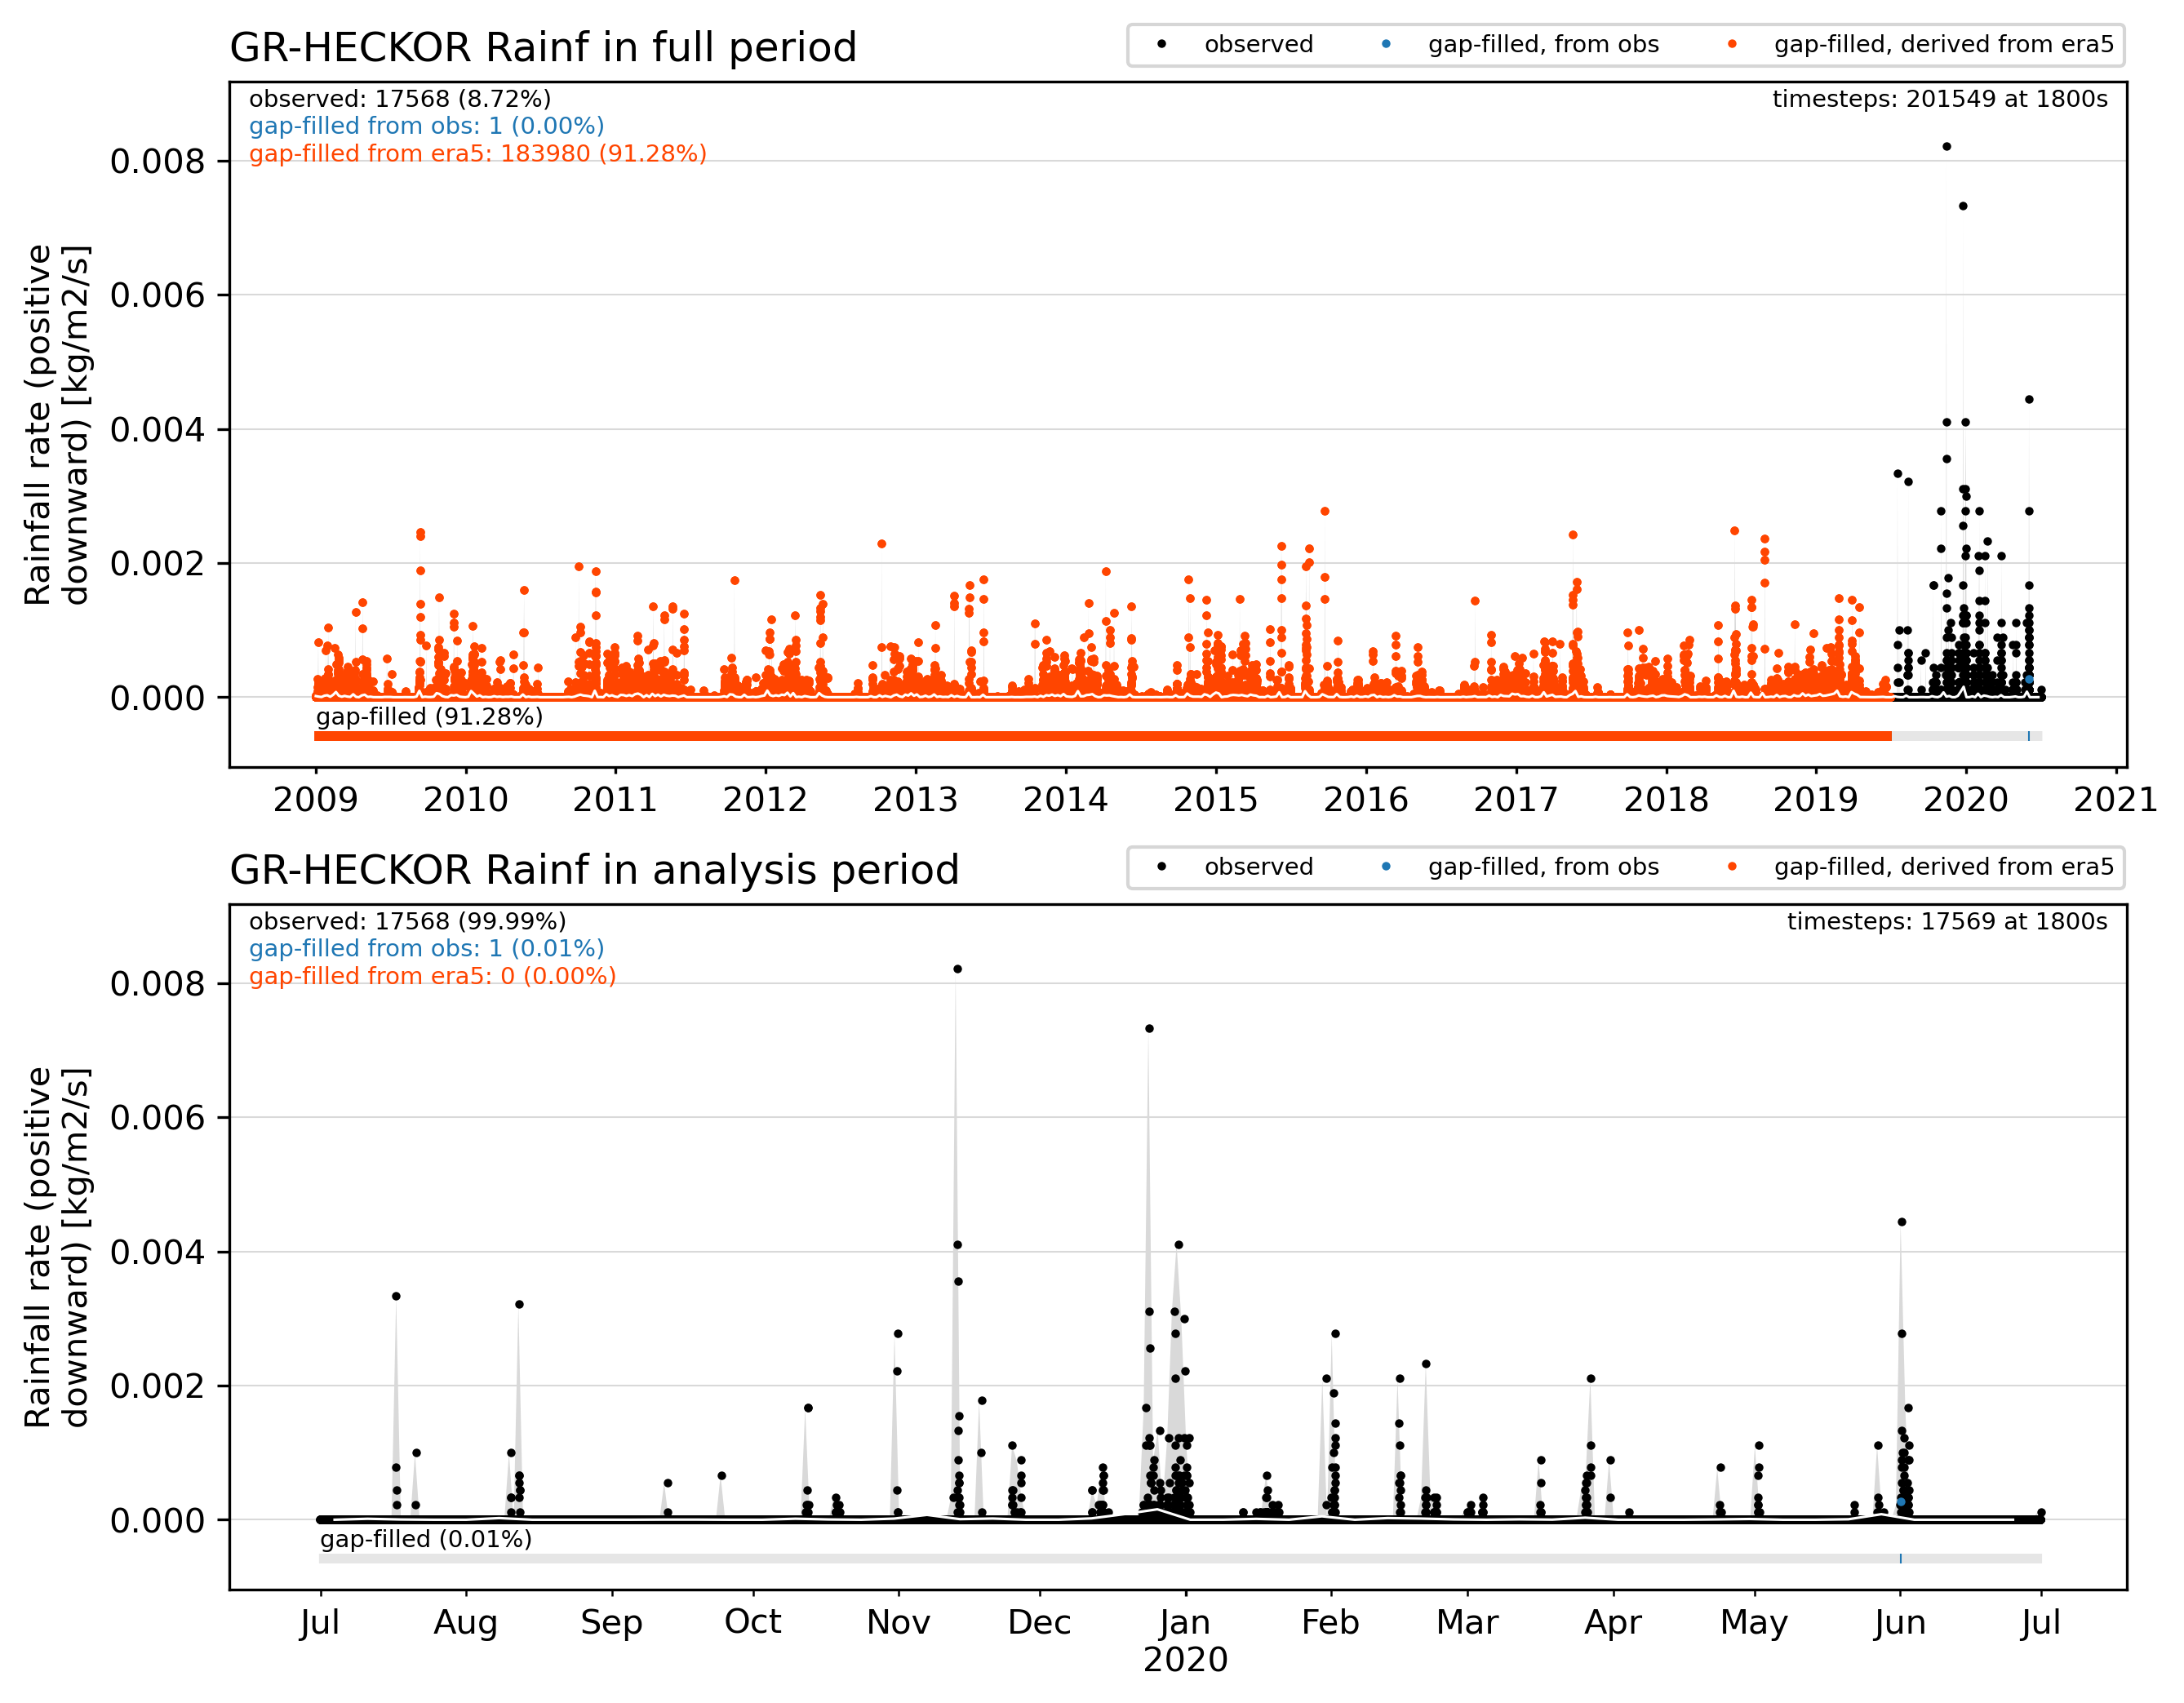 GR-HECKOR Rainf in full period
observed
gap-filled, from obs
gap-filled, derived from era5
observed: 17568 (8.72%)
timesteps: 201549 at 1800s
gap-filled from obs: 1 (0.00%)
gap-filled from era5: 183980 (91.28%)
Rainfall rate (positive
downward) [kg/m2/s]
0.008
0.006
0.004
0.002
0.000
gap-filled (91.28%)
2009 2010 2011 2012 2013 2014 2015 2016 2017 2018 2019 2020 2021
GR-HECKOR Rainf in analysis period
observed
gap-filled, from obs
gap-filled, derived from era5
observed: 17568 (99.99%)
timesteps: 17569 at 1800s
gap-filled from obs: 1 (0.01%)
gap-filled from era5: 0 (0.00%)
Rainfall rate (positive
downward) [kg/m2/s]
0.008
0.006
0.004
0.002
0.000
gap-filled (0.01%)
Jul Aug Sep Oct Nov Dec Jan Feb Mar Apr May Jun Jul
2020